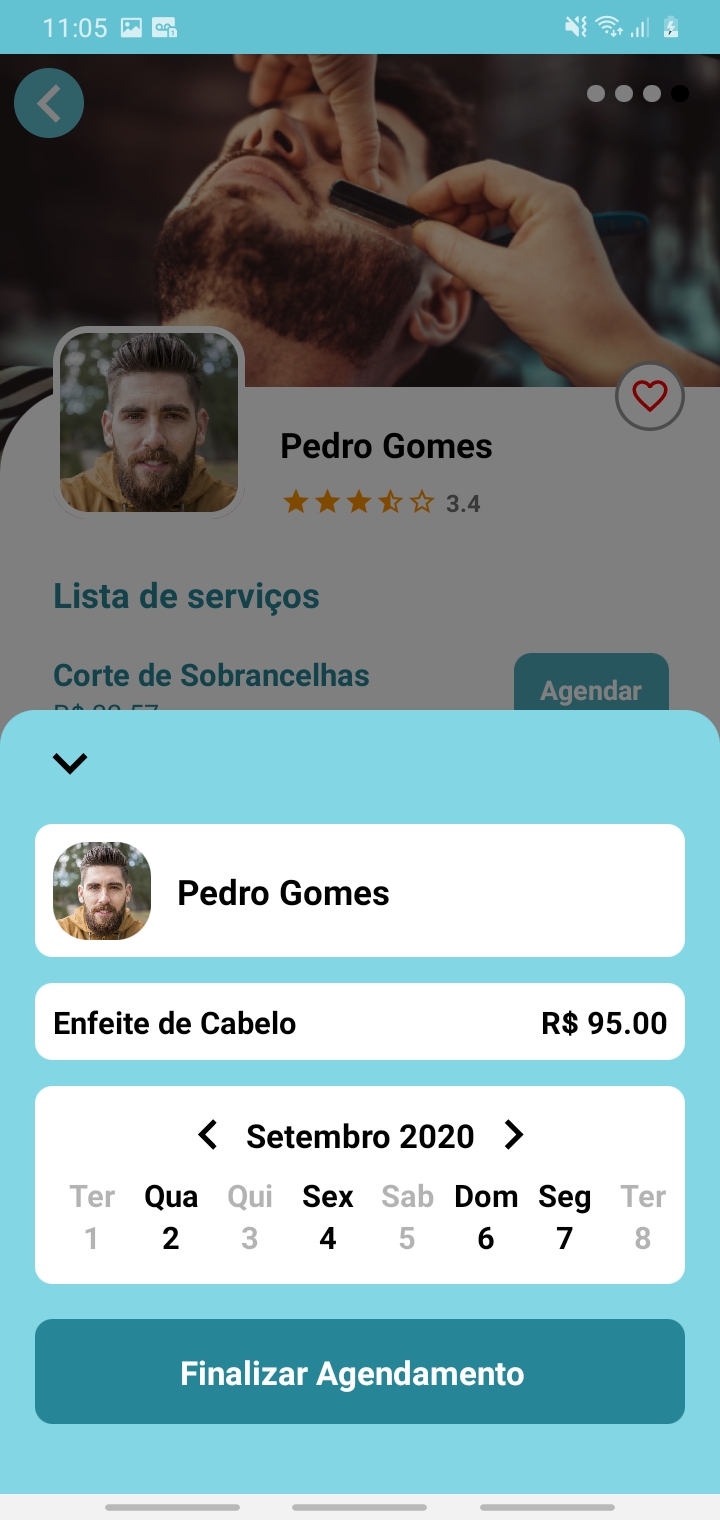 11:05
Pedro Gomes
3.4
Lista de serviços
Corte de Sobrancelhas
Agendar
Pedro Gomes
Enfeite de Cabelo R$ 95.00
Setembro 2020
Ter Qua Qui Sex Sab Dom Seg Ter
1 2 3 4 5 6 7 8
Finalizar Agendamento